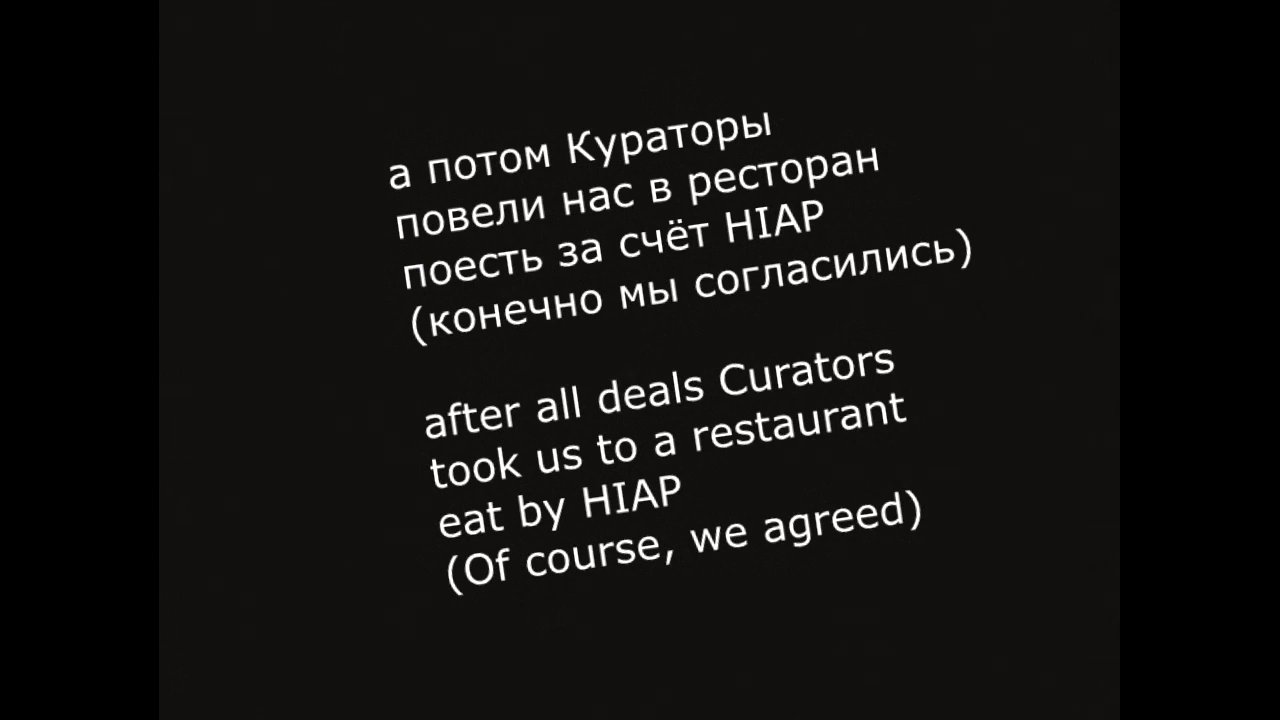 а потом Кураторы
повели нас в ресторан
поесть за счёт HIAP
(конечно мы согласились)
after all deals Curators
took us to a restaurant
eat by HIAP
(Of course, we agreed)